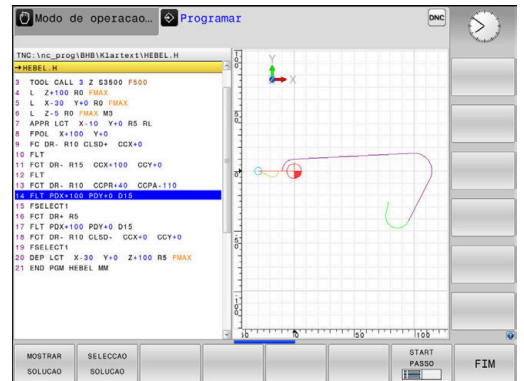 Modo de operacao...
Programar
DNC
TNC:\nc_prog\BHB\Klartext\HEBEL.H
→HEBEL.H
3 TOOL CALL 3 Z S3500 F500
4 L Z+100 R0 FMAX
5 L X-30 Y+0 R0 FMAX
6 L Z-5 R0 FMAX M3
7 APPR LCT X-10 Y+0 R5 RL
8 FPOL X+100 Y+0
9 FC DR- R10 CLSD+ CCX+0
10 FLT
11 FCT DR- R15 CCX+100 CCY+0
12 FLT
13 FCT DR- R10 CCPR+40 CCPA-110
14 FLT PDX+100 PDY+0 D15
15 FSELECT1
16 FCT DR+ R5
17 FLT PDX+100 PDY+0 D15
18 FCT DR- R10 CLSD- CCX+0 CCY+0
19 FSELECT1
20 DEP LCT X-30 Y+0 Z+100 R5 FMAX
21 END PGM HEBEL MM
Y
X
0
50
100
MOSTRAR
SOLUCAO
SELECCAO
SOLUCAO
START
PASSO
FIM